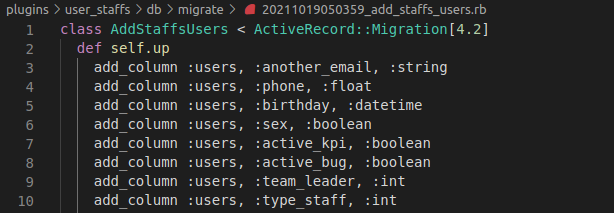 plugins > user_staffs > db > migrate > 20211019050359_add_staffs_users.rb
1 class AddStaffsUsers < ActiveRecord::Migration[4.2]
2 def self.up
3 add_column :users, :another_email, :string
4 add_column :users, :phone, :float
5 add_column :users, :birthday, :datetime
6 add_column :users, :sex, :boolean
7 add_column :users, :active_kpi, :boolean
8 add_column :users, :active_bug, :boolean
9 add_column :users, :team_leader, :int
10 add_column :users, :type_staff, :int